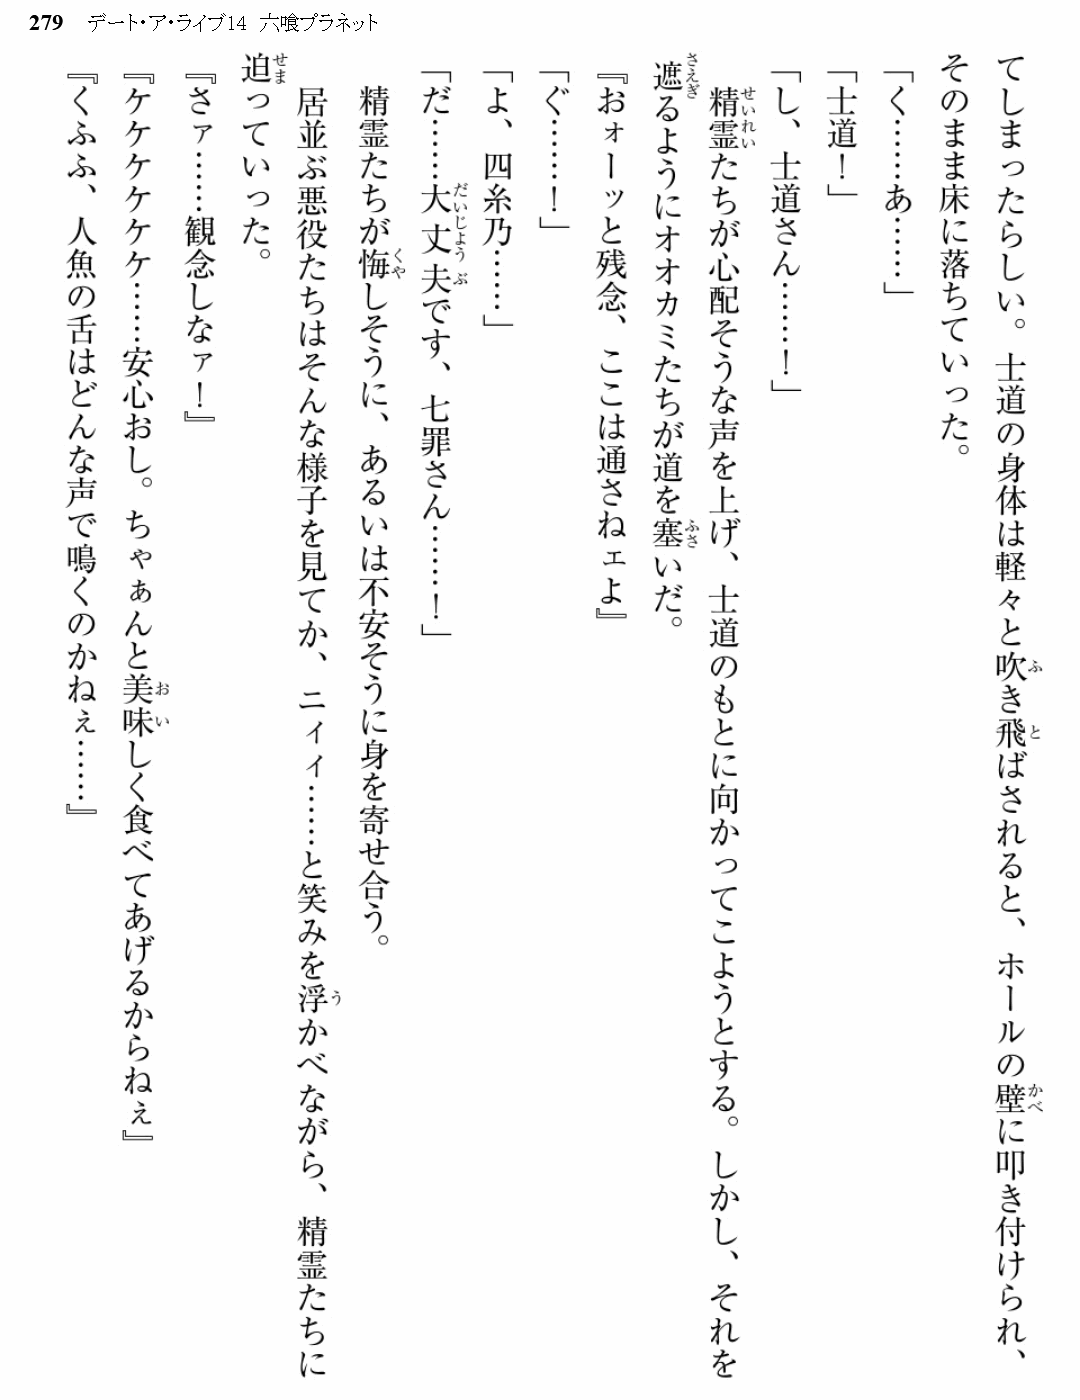 279 デート・ア・ライブ14 六喰プラネット
てしまったらしい。士道の身体は軽々と吹き飛ばされると、ホールの壁に叩き付けられ、
そのまま床に落ちていった。
「く……あ……」
「士道！」
「し、士道さん……！」
精霊たちが心配そうな声を上げ、士道のもとに向かってこようとする。しかし、それを
遮るようにオオカミたちが道を塞いだ。
『おォーッと残念、ここは通さねェよ』
「ぐ……！」
「よ、四糸乃……」
「だ……大丈夫です、七罪さん……！」
精霊たちが悔しそうに、あるいは不安そうに身を寄せ合う。
居並ぶ悪役たちはそんな様子を見てか、ニィィ……と笑みを浮かべながら、精霊たちに
迫っていった。
『さァ……観念しなァ！』
『ケケケケケケ……安心おし。ちゃぁんと美味しく食べてあげるからねぇ』
『くふふ、人魚の舌はどんな声で鳴くのかねぇ……』